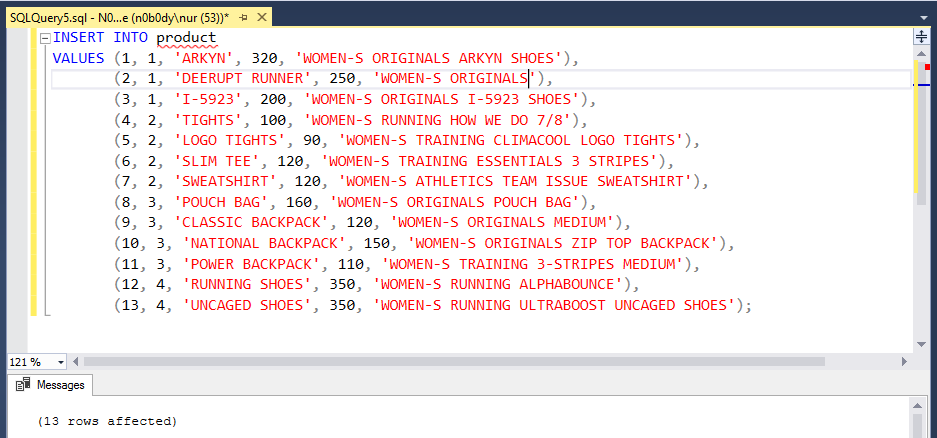 SQLQuery5.sql - N0...e (n0b0dy\nur (53))*
INSERT INTO product
VALUES (1, 1, 'ARKYN', 320, 'WOMEN-S ORIGINALS ARKYN SHOES'),
(2, 1, 'DEERUPT RUNNER', 250, 'WOMEN-S ORIGINALS'),
(3, 1, 'I-5923', 200, 'WOMEN-S ORIGINALS I-5923 SHOES'),
(4, 2, 'TIGHTS', 100, 'WOMEN-S RUNNING HOW WE DO 7/8'),
(5, 2, 'LOGO TIGHTS', 90, 'WOMEN-S TRAINING CLIMACOOL LOGO TIGHTS'),
(6, 2, 'SLIM TEE', 120, 'WOMEN-S TRAINING ESSENTIALS 3 STRIPES'),
(7, 2, 'SWEATSHIRT', 120, 'WOMEN-S ATHLETICS TEAM ISSUE SWEATSHIRT'),
(8, 3, 'POUCH BAG', 160, 'WOMEN-S ORIGINALS POUCH BAG'),
(9, 3, 'CLASSIC BACKPACK', 120, 'WOMEN-S ORIGINALS MEDIUM'),
(10, 3, 'NATIONAL BACKPACK', 150, 'WOMEN-S ORIGINALS ZIP TOP BACKPACK'),
(11, 3, 'POWER BACKPACK', 110, 'WOMEN-S TRAINING 3-STRIPES MEDIUM'),
(12, 4, 'RUNNING SHOES', 350, 'WOMEN-S RUNNING ALPHABOUNCE'),
(13, 4, 'UNCAGED SHOES', 350, 'WOMEN-S RUNNING ULTRABOOST UNCAGED SHOES');
121 %
Messages
(13 rows affected)